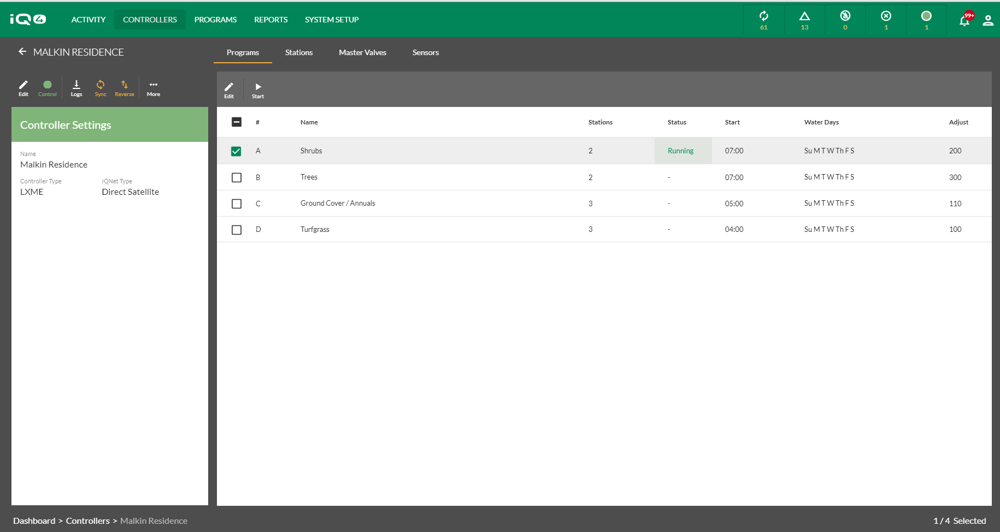 iQ4 ACTIVITY CONTROLLERS PROGRAMS REPORTS SYSTEM SETUP 61 13 0 1 1 99+
MALKIN RESIDENCE
Programs Stations Master Valves Sensors
Edit Control Logs Sync Reverse More
Edit Start
Controller Settings
Name
Malkin Residence
Controller Type IQNet Type
LXME Direct Satellite
# Name Stations Status Start Water Days Adjust
A Shrubs 2 Running 07:00 Su M T W Th F S 200
B Trees 2 - 07:00 Su M T W Th F S 300
C Ground Cover / Annuals 3 - 05:00 Su M T W Th F S 110
D Turfgrass 3 - 04:00 Su M T W Th F S 100
Dashboard > Controllers > Malkin Residence 1 / 4 Selected